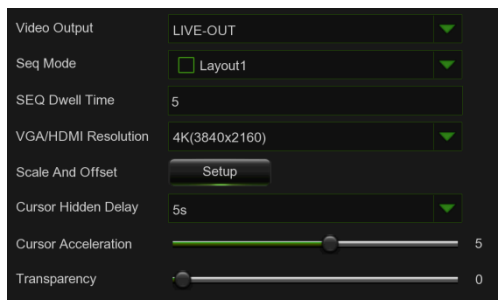 Video Output LIVE-OUT
Seq Mode Layout1
SEQ Dwell Time 5
VGA/HDMI Resolution 4K(3840x2160)
Scale And Offset Setup
Cursor Hidden Delay 5s
Cursor Acceleration 5
Transparency 0